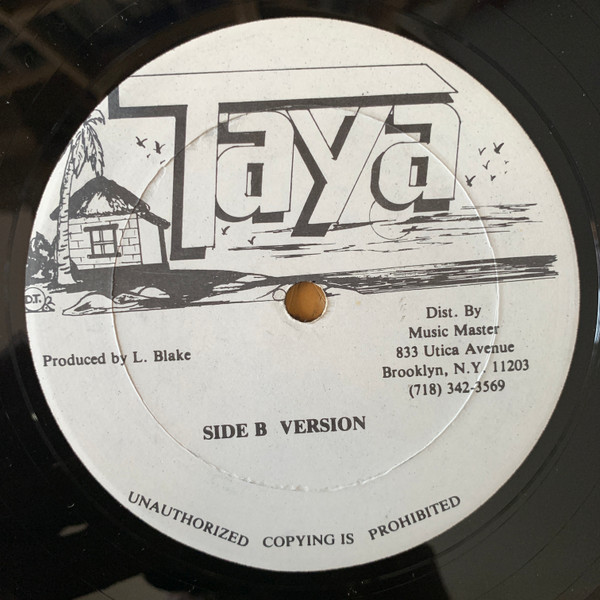 Taya
D.T.
Produced by L. Blake
Dist. By
Music Master
833 Utica Avenue
Brooklyn, N.Y. 11203
(718) 342-3569
SIDE B VERSION
UNAUTHORIZED COPYING IS PROHIBITED